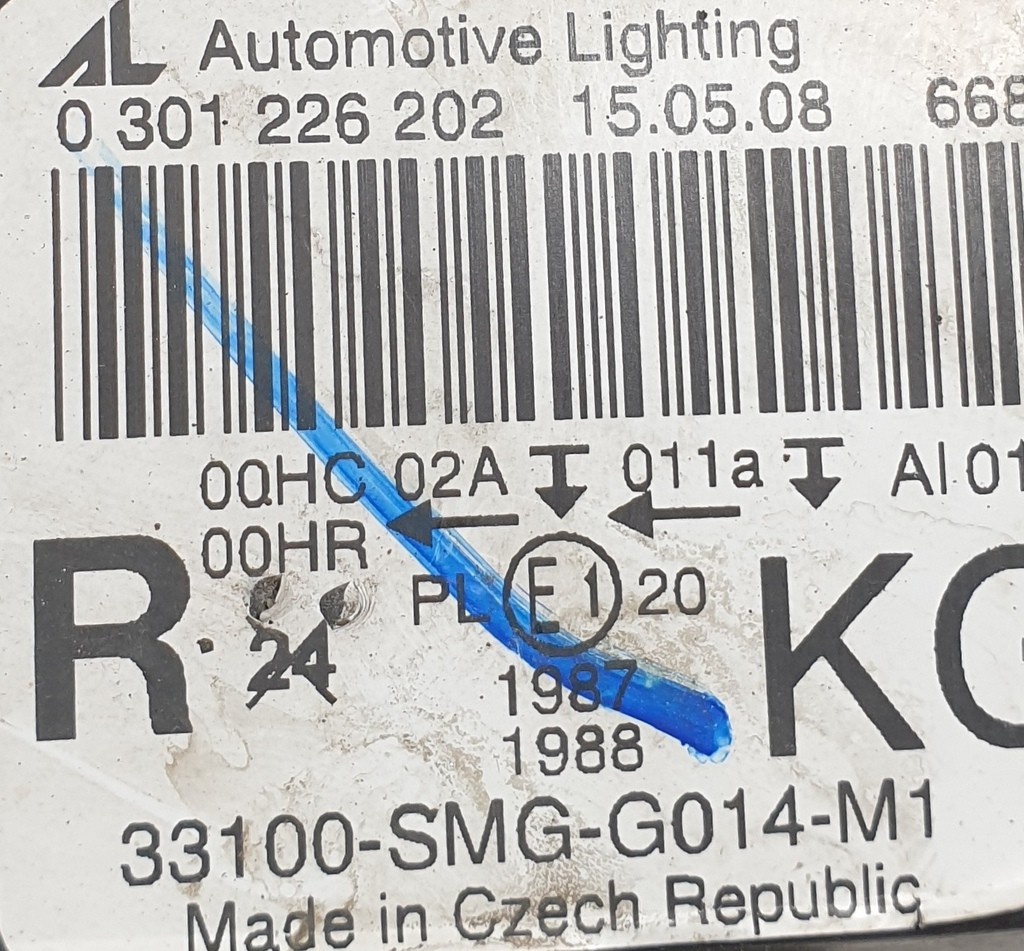 AL Automotive Lighting
0 301 226 202 15.05.08 668
00HC 02A 011a AI 01
00HR
R 24 PL E1 20 KG
1987
1988
33100-SMG-G014-M1
Made in Czech Republic